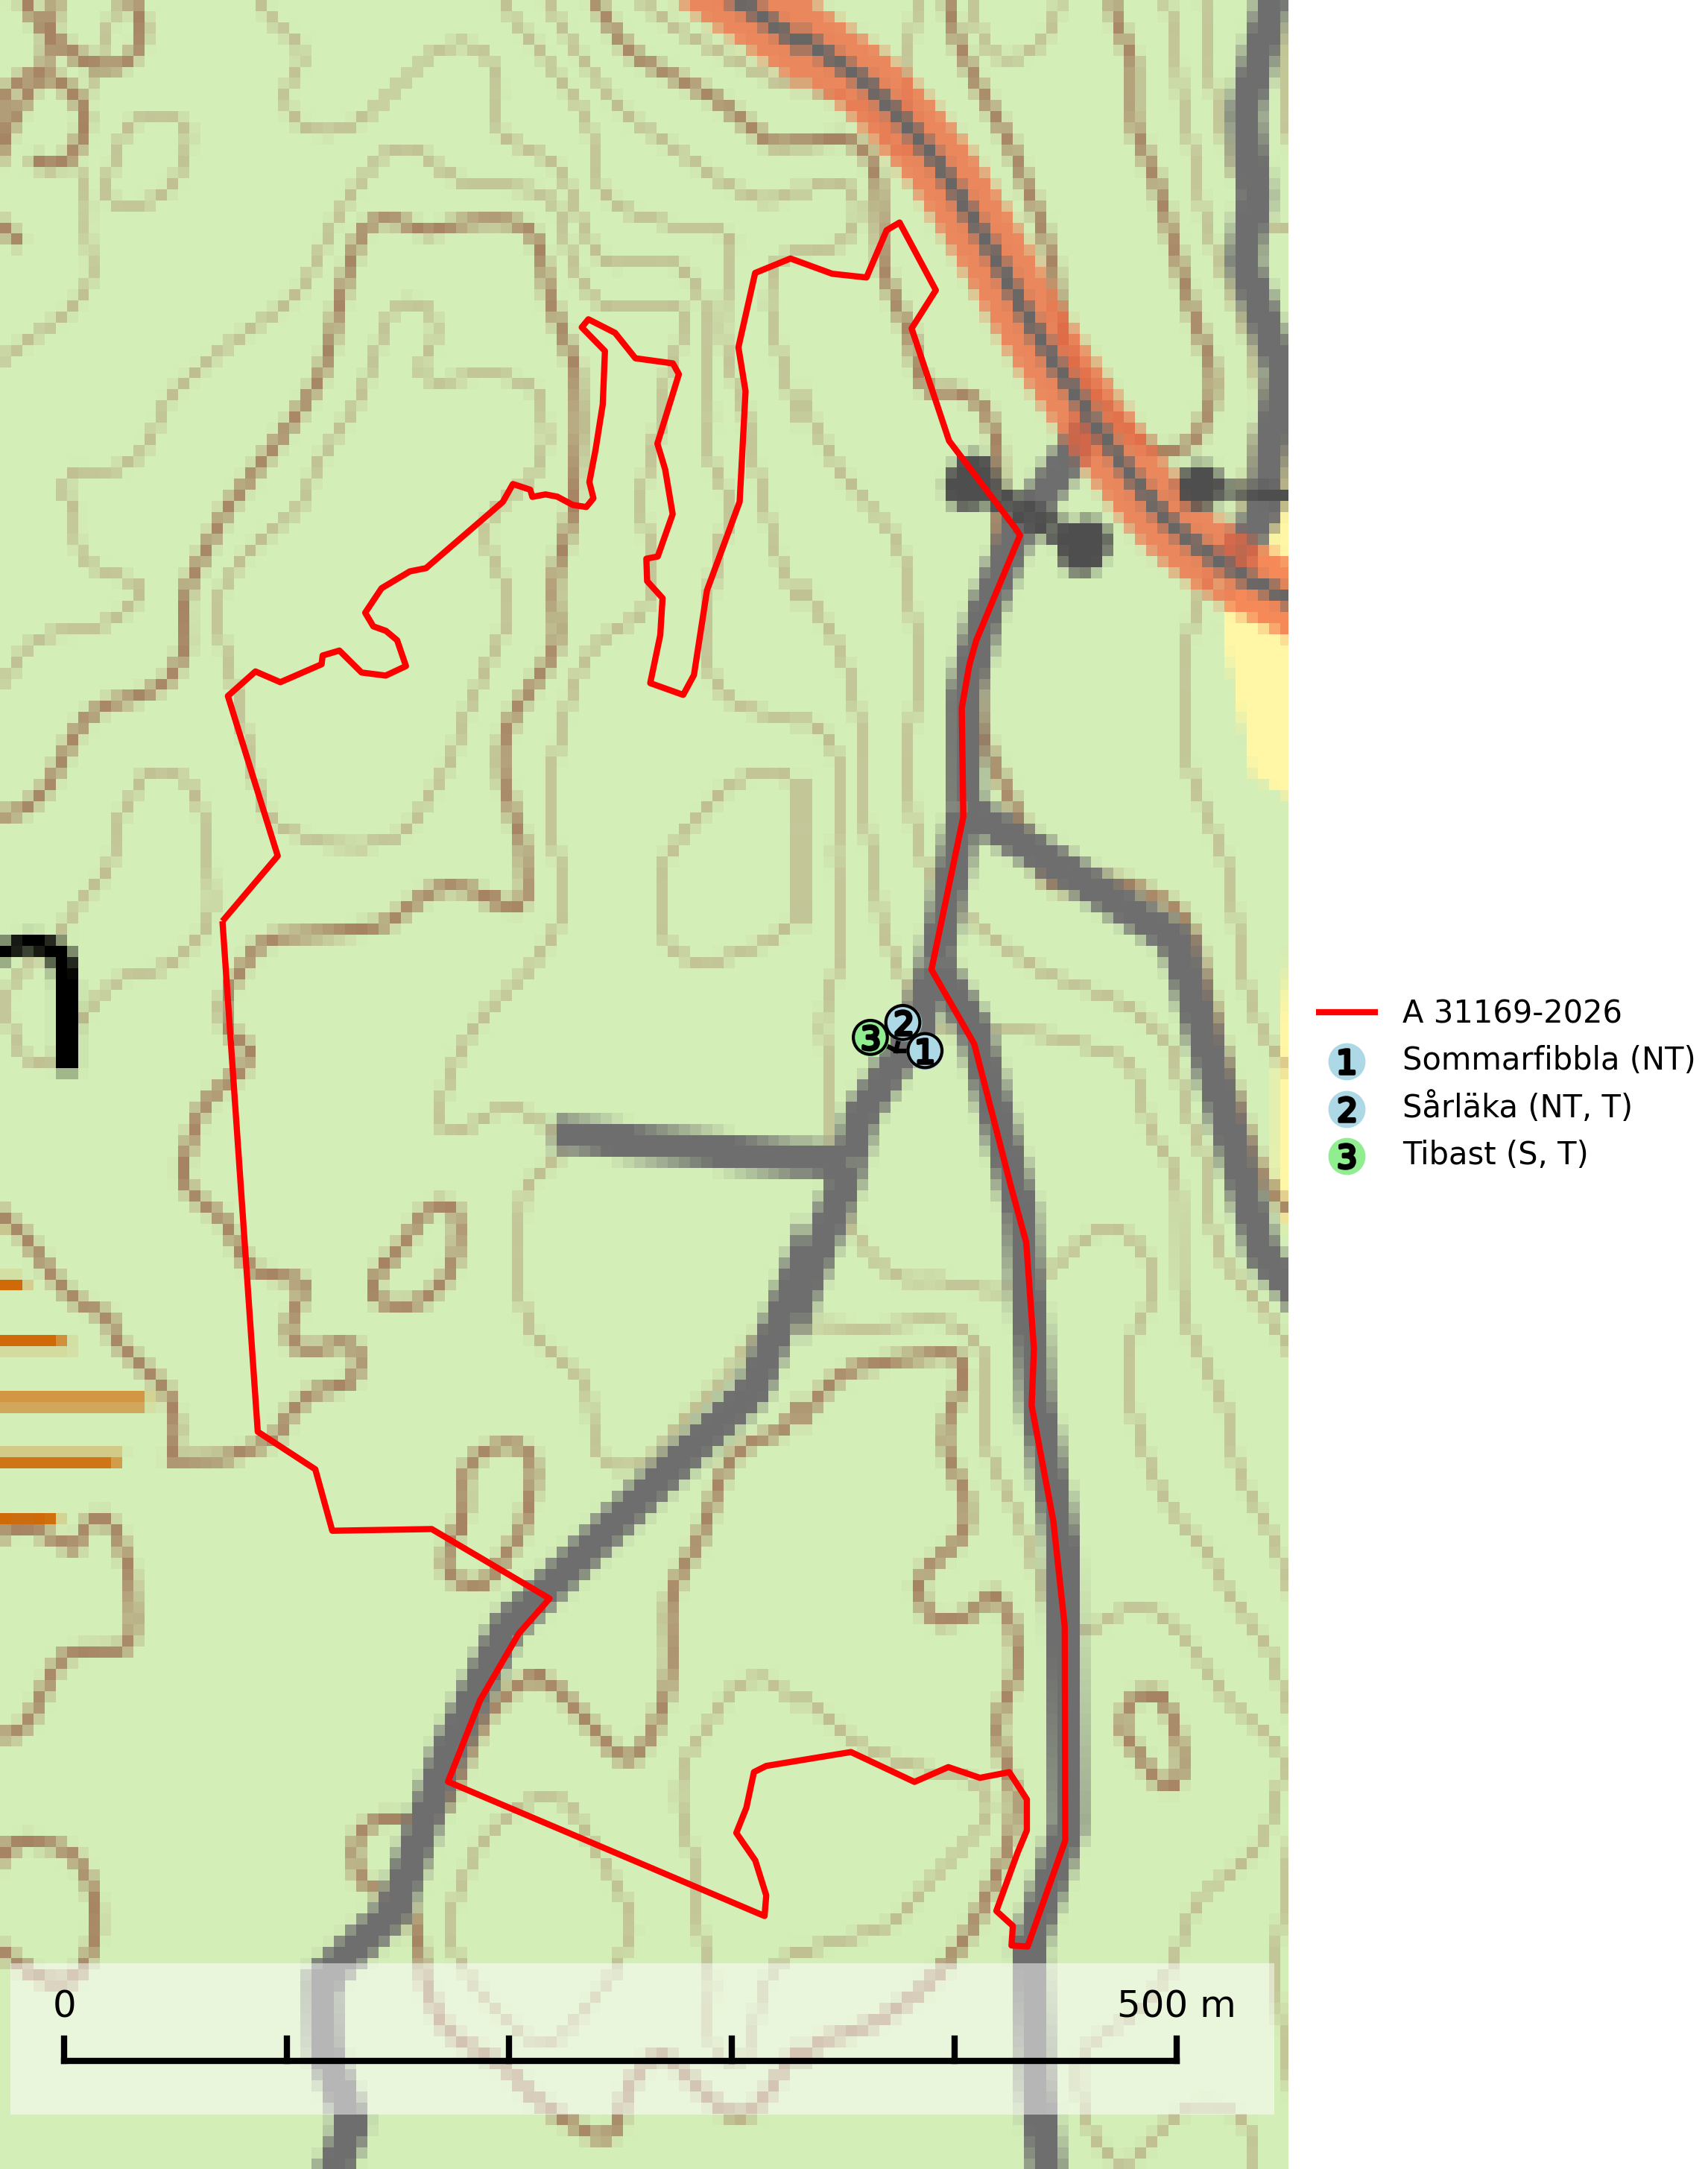 2
3
1
A 31169-2026
1 Sommarfibbla (NT)
2 Sårläka (NT, T)
3 Tibast (S, T)
0 500 m